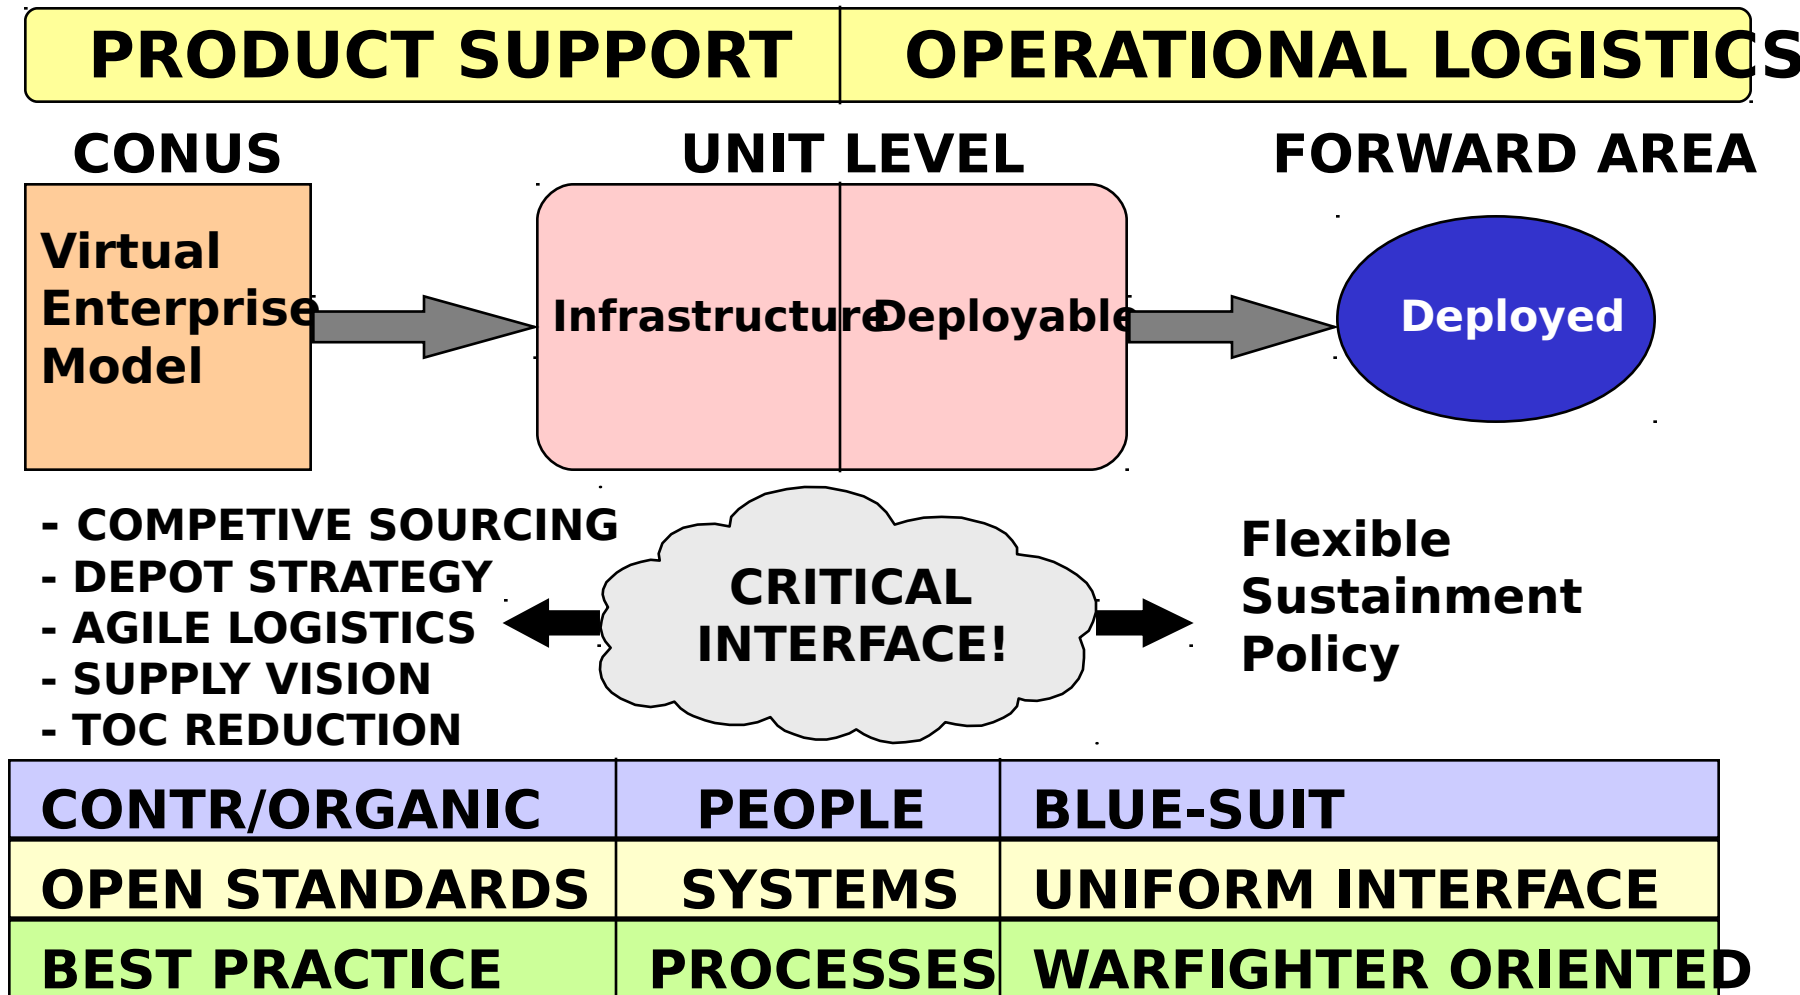 PRODUCT SUPPORT OPERATIONAL LOGISTICS
CONUS UNIT LEVEL FORWARD AREA
Virtual
Enterprise
Model
Infrastructure Deployable
Deployed
- COMPETIVE SOURCING
- DEPOT STRATEGY
- AGILE LOGISTICS
- SUPPLY VISION
- TOC REDUCTION
CRITICAL
INTERFACE!
Flexible
Sustainment
Policy
CONTR/ORGANIC PEOPLE BLUE-SUIT
OPEN STANDARDS SYSTEMS UNIFORM INTERFACE
BEST PRACTICE PROCESSES WARFIGHTER ORIENTED